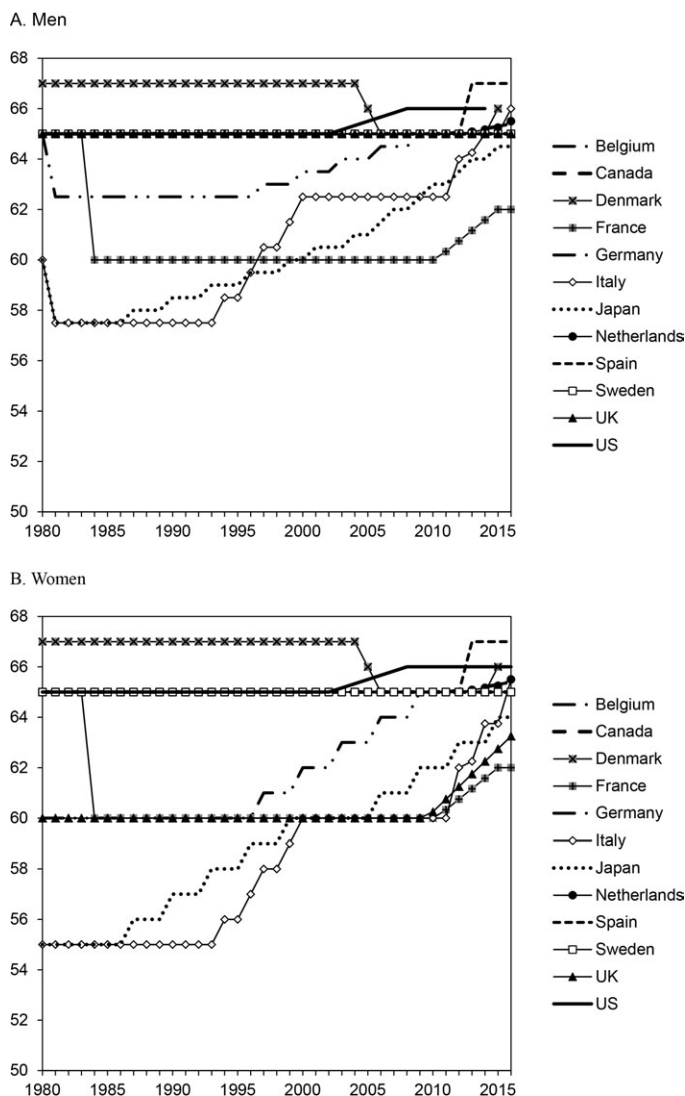 A. Men
68
66
64
62
60
58
56
54
52
50
1980 1985 1990 1995 2000 2005 2010 2015
Belgium
Canada
Denmark
France
Germany
Italy
Japan
Netherlands
Spain
Sweden
UK
US
B. Women
68
66
64
62
60
58
56
54
52
50
1980 1985 1990 1995 2000 2005 2010 2015
Belgium
Canada
Denmark
France
Germany
Italy
Japan
Netherlands
Spain
Sweden
UK
US